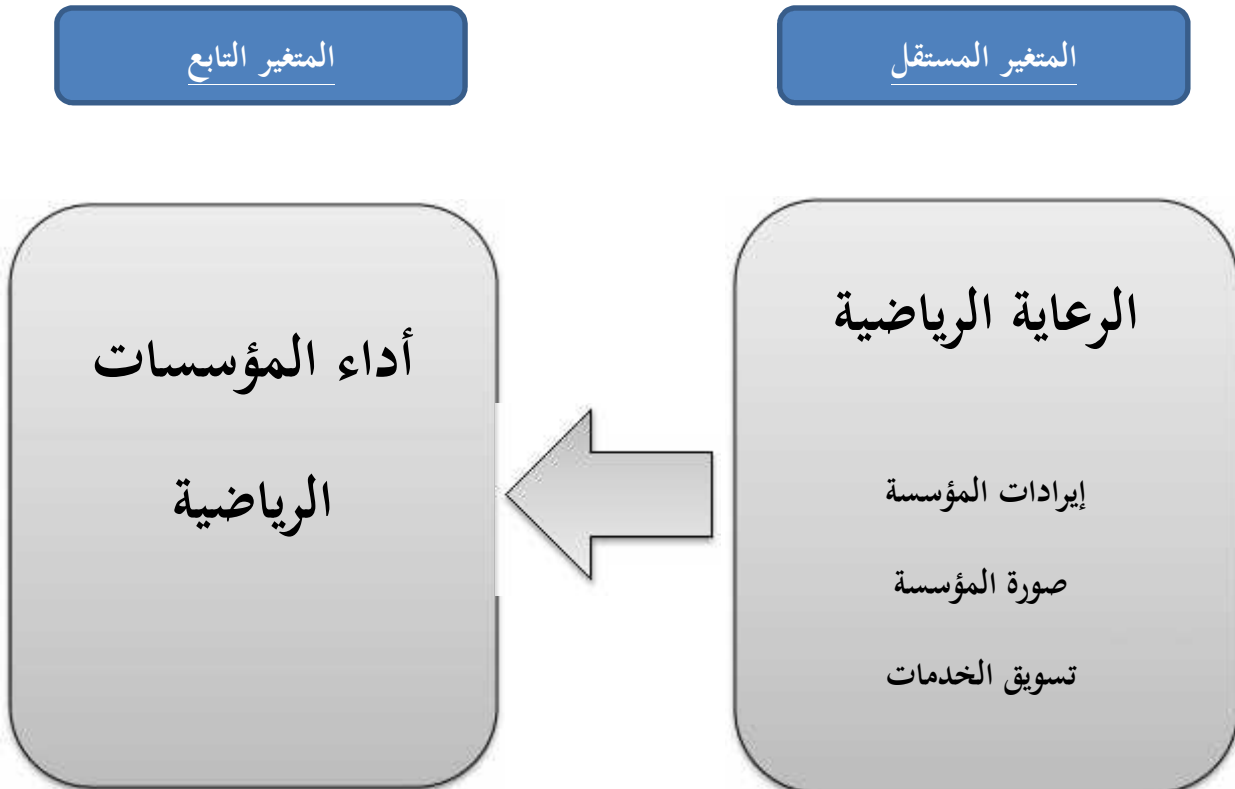 المتغير المستقل
المتغير التابع
الرعاية الرياضية
إيرادات المؤسسة
صورة المؤسسة
تسويق الخدمات
أداء المؤسسات
الرياضية